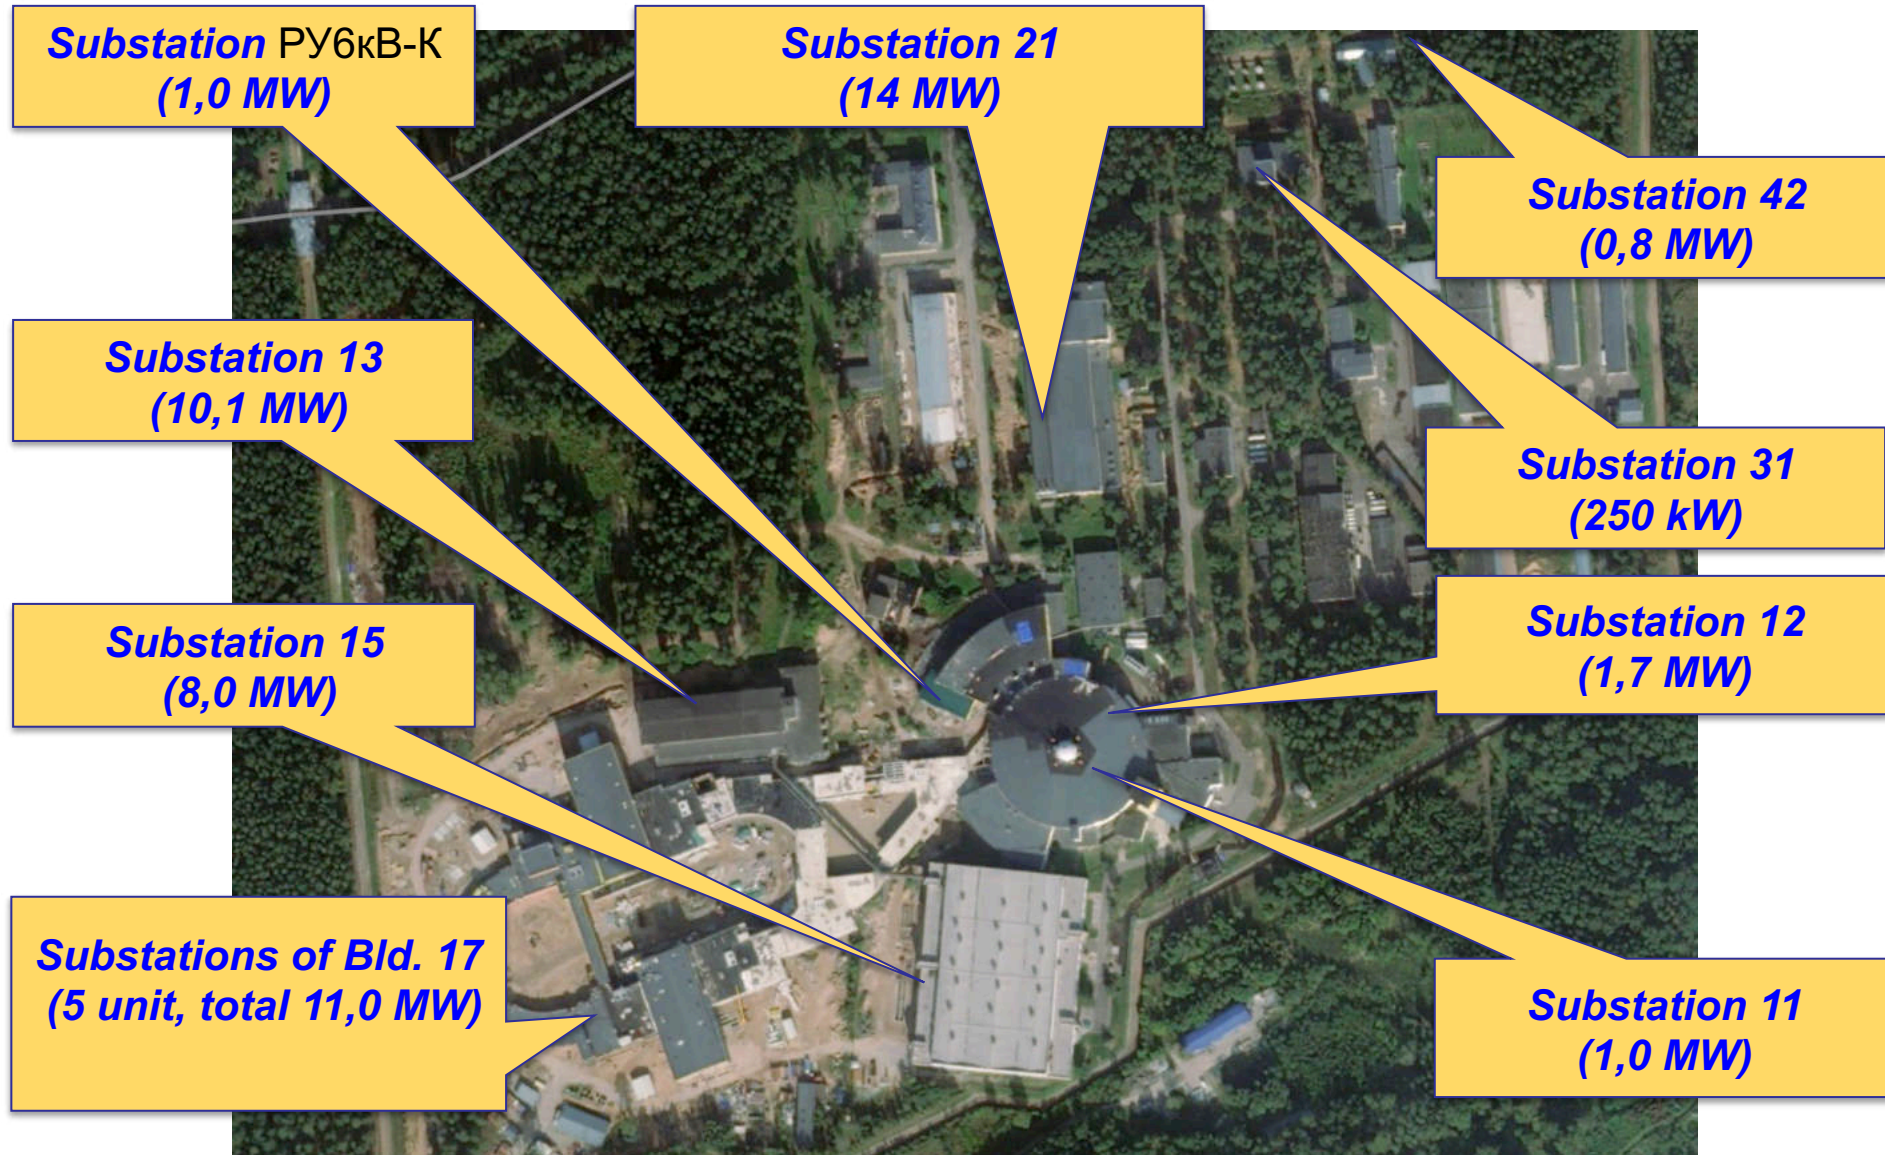 Substation РУ6кВ-К
(1,0 MW)
Substation 21
(14 MW)
Substation 42
(0,8 MW)
Substation 13
(10,1 MW)
Substation 31
(250 kW)
Substation 15
(8,0 MW)
Substation 12
(1,7 MW)
Substations of Bld. 17
(5 unit, total 11,0 MW)
Substation 11
(1,0 MW)